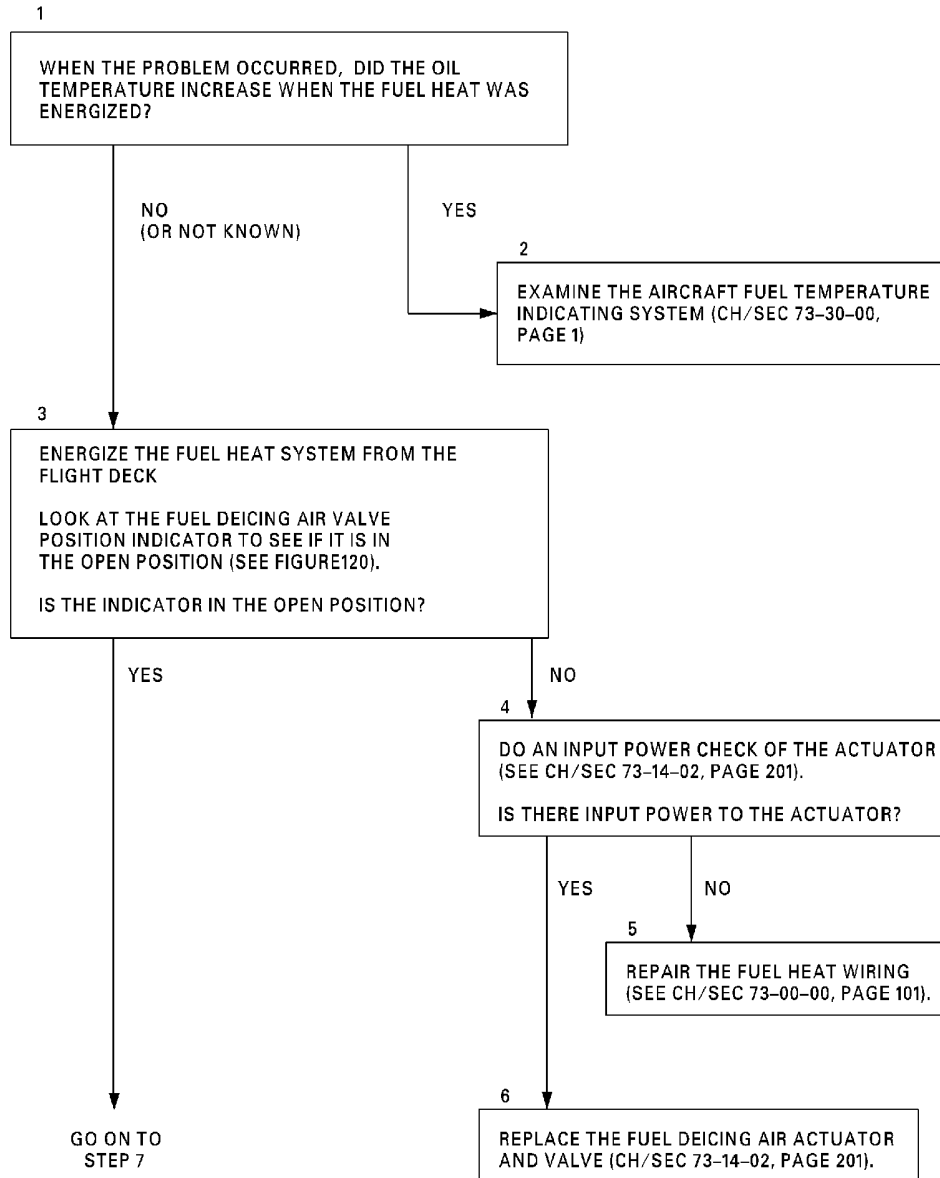 1
WHEN THE PROBLEM OCCURRED, DID THE OIL
TEMPERATURE INCREASE WHEN THE FUEL HEAT WAS
ENERGIZED?
NO
(OR NOT KNOWN)
YES
2
EXAMINE THE AIRCRAFT FUEL TEMPERATURE
INDICATING SYSTEM (CH/SEC 73-30-00,
PAGE 1)
3
ENERGIZE THE FUEL HEAT SYSTEM FROM THE
FLIGHT DECK
LOOK AT THE FUEL DEICING AIR VALVE
POSITION INDICATOR TO SEE IF IT IS IN
THE OPEN POSITION (SEE FIGURE120).
IS THE INDICATOR IN THE OPEN POSITION?
YES
NO
4
DO AN INPUT POWER CHECK OF THE ACTUATOR
(SEE CH/SEC 73-14-02, PAGE 201).
IS THERE INPUT POWER TO THE ACTUATOR?
YES
NO
5
REPAIR THE FUEL HEAT WIRING
(SEE CH/SEC 73-00-00, PAGE 101).
6
REPLACE THE FUEL DEICING AIR ACTUATOR
AND VALVE (CH/SEC 73-14-02, PAGE 201).
GO ON TO
STEP 7